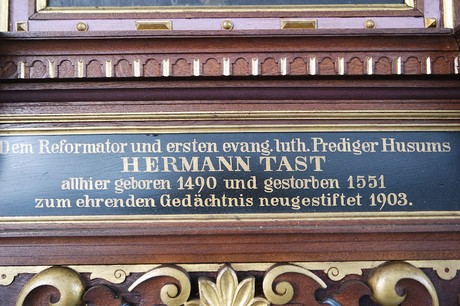 Dem Reformator und ersten evang. luth. Prediger Husums
HERMANN TAST
allhier geboren 1490 und gestorben 1551
zum ehrenden Gedächtnis neugestiftet 1903.